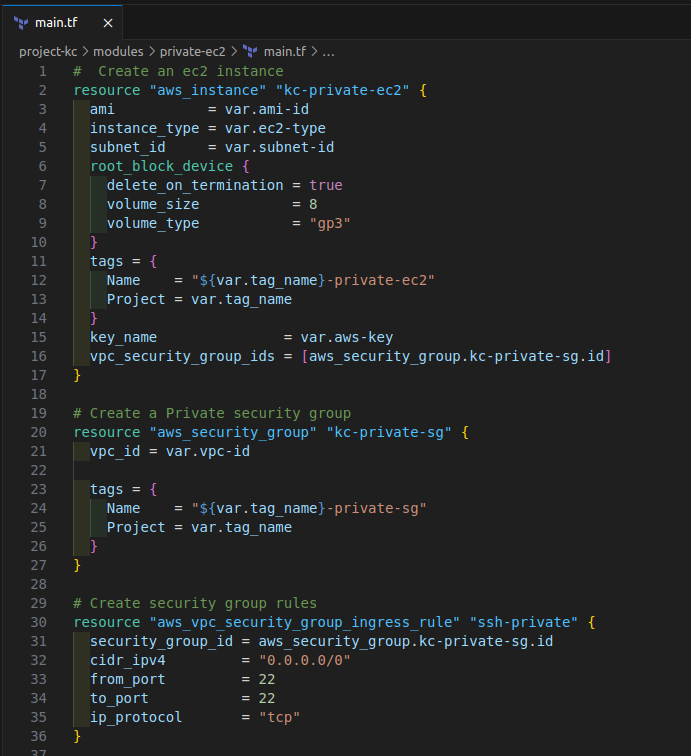 main.tf ×
project-kc > modules > private-ec2 > main.tf > ...
1 #  Create an ec2 instance
2 resource "aws_instance" "kc-private-ec2" {
3   ami           = var.ami-id
4   instance_type = var.ec2-type
5   subnet_id     = var.subnet-id
6   root_block_device {
7     delete_on_termination = true
8     volume_size           = 8
9     volume_type           = "gp3"
10   }
11   tags = {
12     Name    = "${var.tag_name}-private-ec2"
13     Project = var.tag_name
14   }
15   key_name               = var.aws-key
16   vpc_security_group_ids = [aws_security_group.kc-private-sg.id]
17 }
18
19 # Create a Private security group
20 resource "aws_security_group" "kc-private-sg" {
21   vpc_id = var.vpc-id
22
23   tags = {
24     Name    = "${var.tag_name}-private-sg"
25     Project = var.tag_name
26   }
27 }
28
29 # Create security group rules
30 resource "aws_vpc_security_group_ingress_rule" "ssh-private" {
31   security_group_id = aws_security_group.kc-private-sg.id
32   cidr_ipv4         = "0.0.0.0/0"
33   from_port         = 22
34   to_port           = 22
35   ip_protocol       = "tcp"
36 }
37